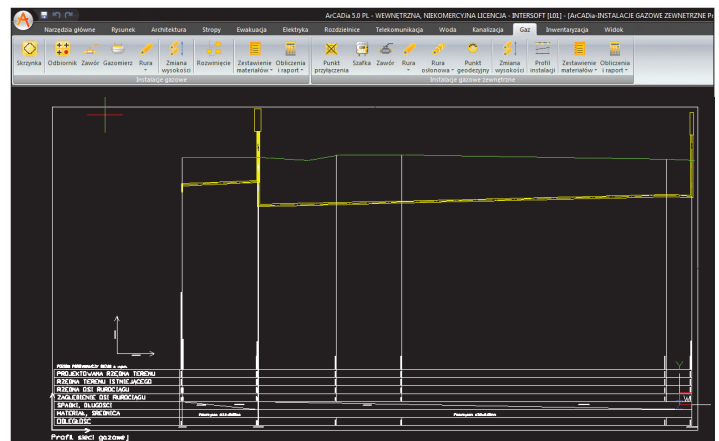 ArCADia 5.0 PL - WEWNĘTRZNA, NIEKOMERCYJNA LICENCJA - INTERSOFT [L01] - [ArCADia-INSTALACJE GAZOWE ZEWNĘTRZNE Pr
Narzędzia główne Rysunek Architektura Stropy Ewakuacja Elektryka Rozdzielnice Telekomunikacja Woda Kanalizacja Gaz Inwentaryzacja Widok
Skrzynka Odbiornik Zawór Gazomierz Rura Zmiana Rozwinięcie Zestawienie Obliczenia Punkt Szafka Zawór Rura Rura Punkt Zmiana Profil Zestawienie Obliczenia
wysokości materiałów i raport przyłączenia osłonowa geodezyjny wysokości instalacji materiałów i raport
Instalacje gazowe Instalacje gazowe zewnętrzne
PROJEKTOWANA RZĘDNA TERENU
RZĘDNA TERENU ISTNIEJĄCEGO
RZĘDNA OSI RUROCIĄGU
ZAGŁĘBIENIE OSI RUROCIĄGU
SPADKI, DŁUGOŚCI
MATERIAŁ, ŚREDNICA
ODLEGŁOŚĆ
Y
W
Profil sieci gazowej